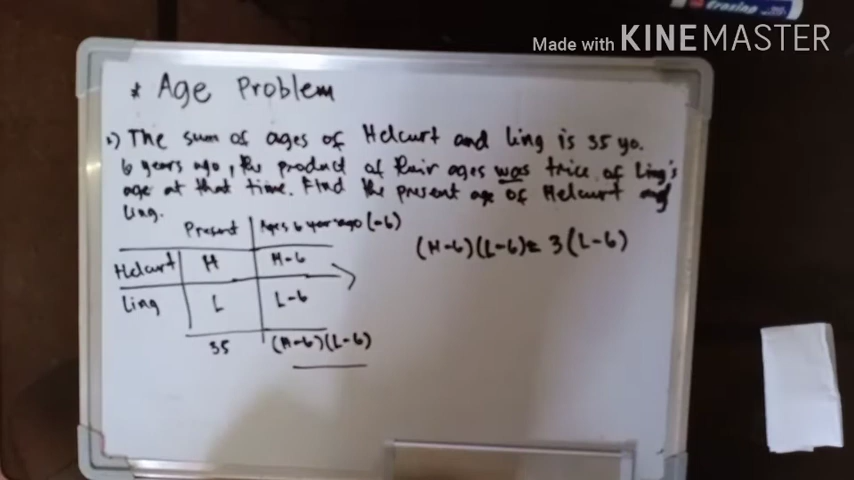 Made with KINEMASTER
* Age Problem
1) The sum of ages of Helcurt and Ling is 35 yo.
6 years ago, the product of their ages was trice of Ling's
age at that time. Find the present age of Helcurt and
Ling.
Present Ages 6 year ago (-6)
Helcurt H H-6
Ling L L-6
35 (H-6)(L-6)
(H-6)(L-6) = 3(L-6)